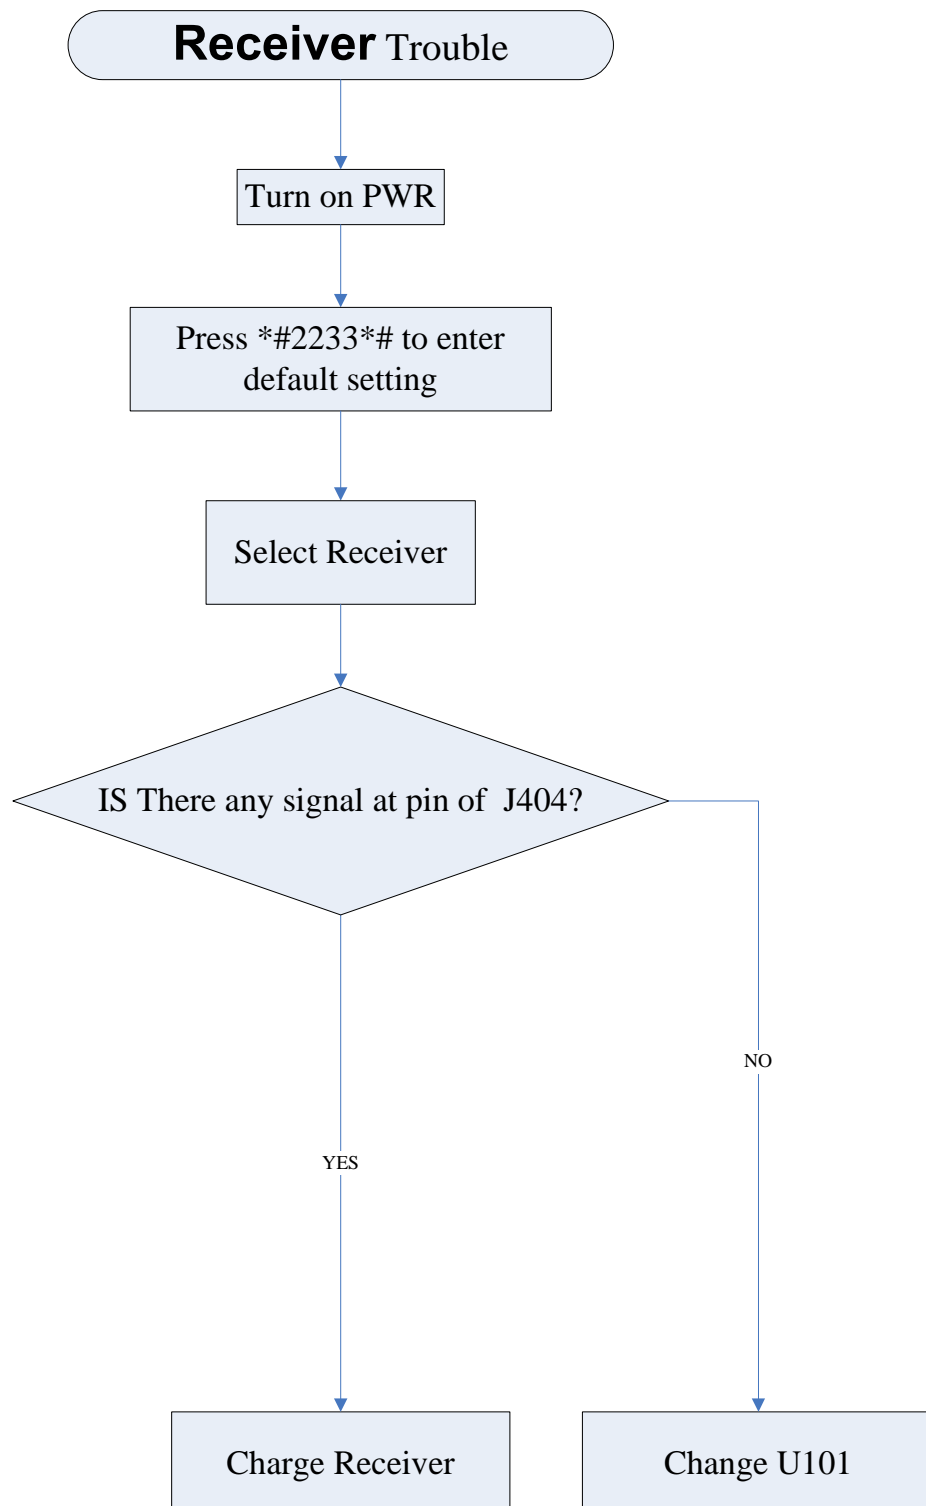 Receiver Trouble
Turn on PWR
Press *#2233*# to enter
default setting
Select Receiver
IS There any signal at pin of  J404?
NO
YES
Charge Receiver
Change U101